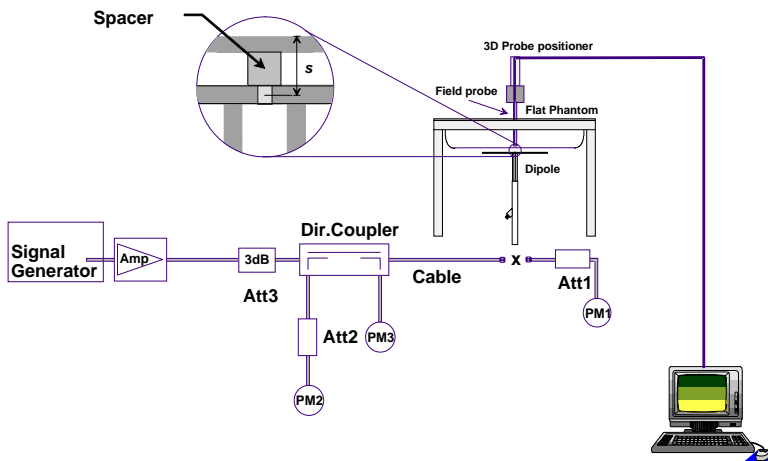 Spacer
s
3D Probe positioner
Field probe
Flat Phantom
Dipole
Signal
Generator
Amp
3dB
Att3
Dir.Coupler
Cable
x
Att1
PM1
Att2
PM3
PM2